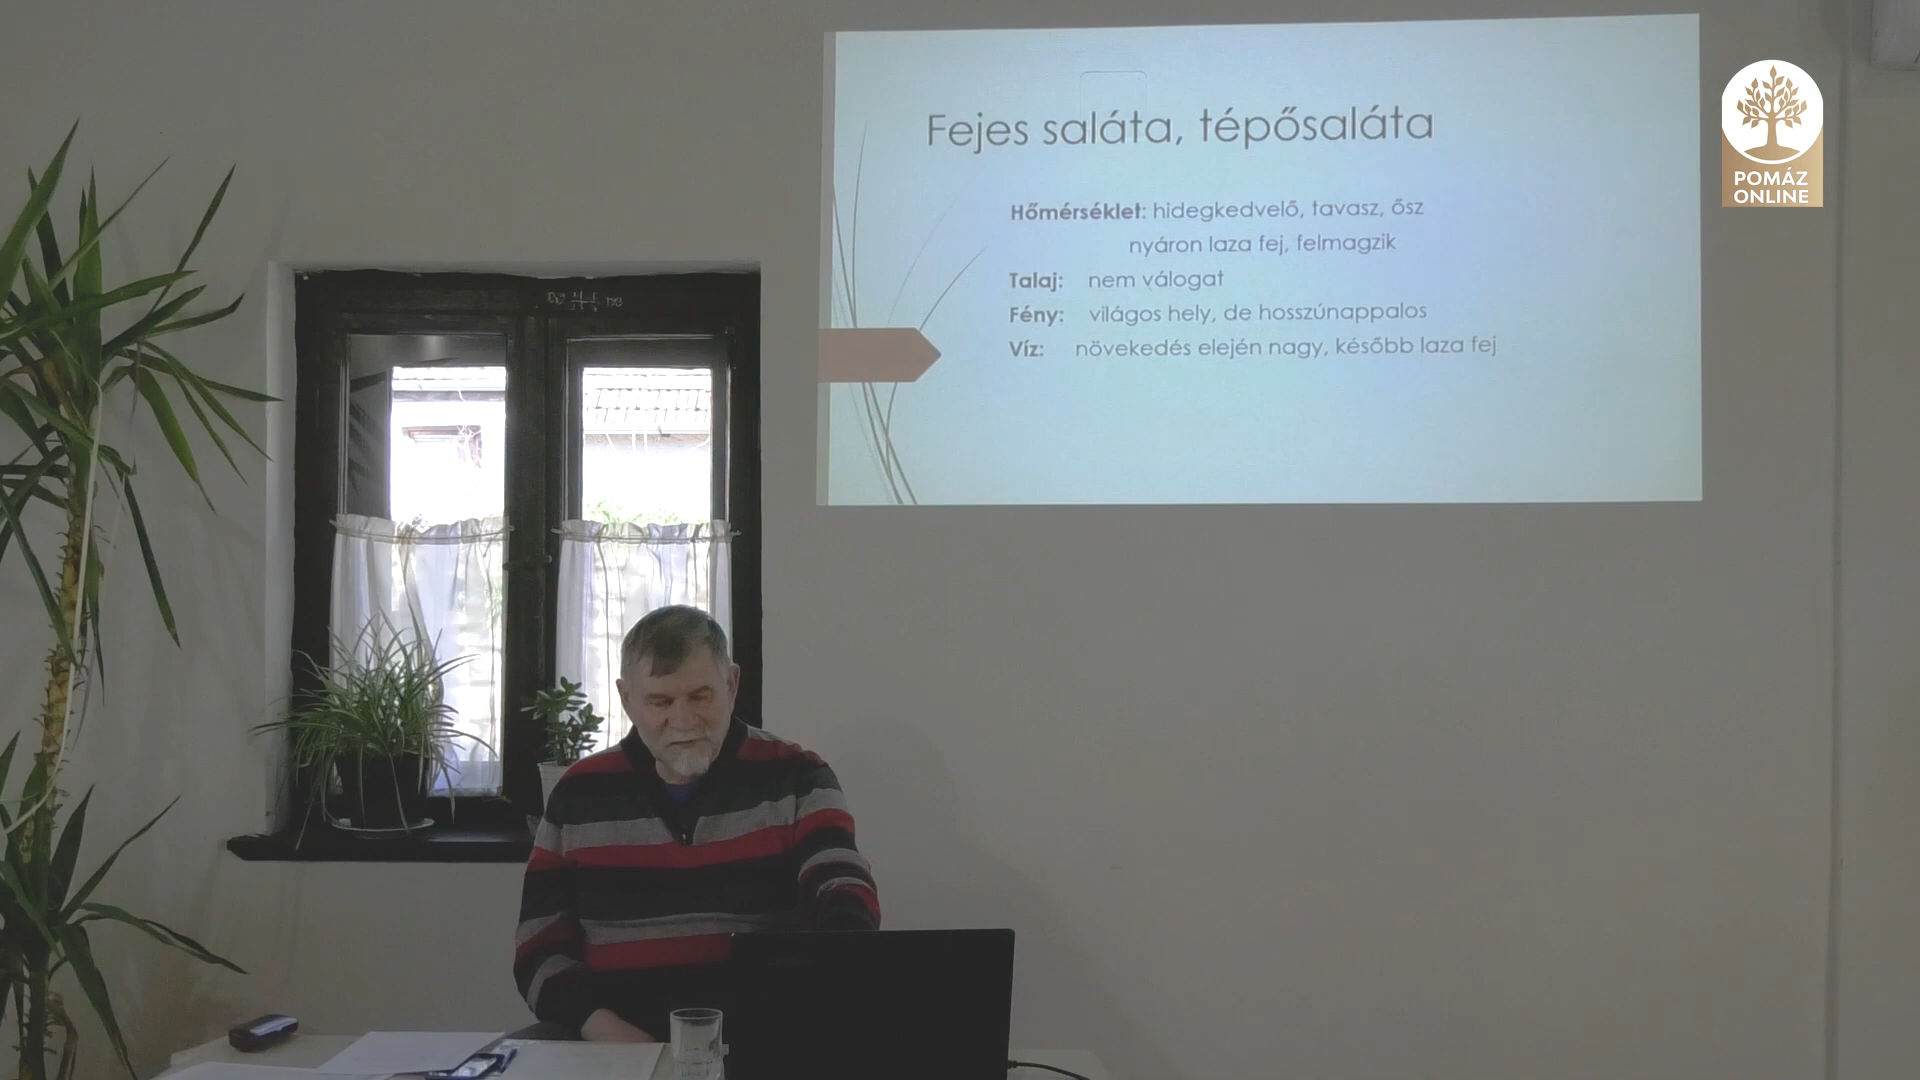 Fejes saláta, tépősaláta
Hőmérséklet: hidegkedvelő, tavasz, ősz
nyáron laza fej, felmagzik
Talaj: nem válogat
Fény: világos hely, de hosszúnappalos
Víz: növekedés elején nagy, később laza fej
POMÁZ
ONLINE